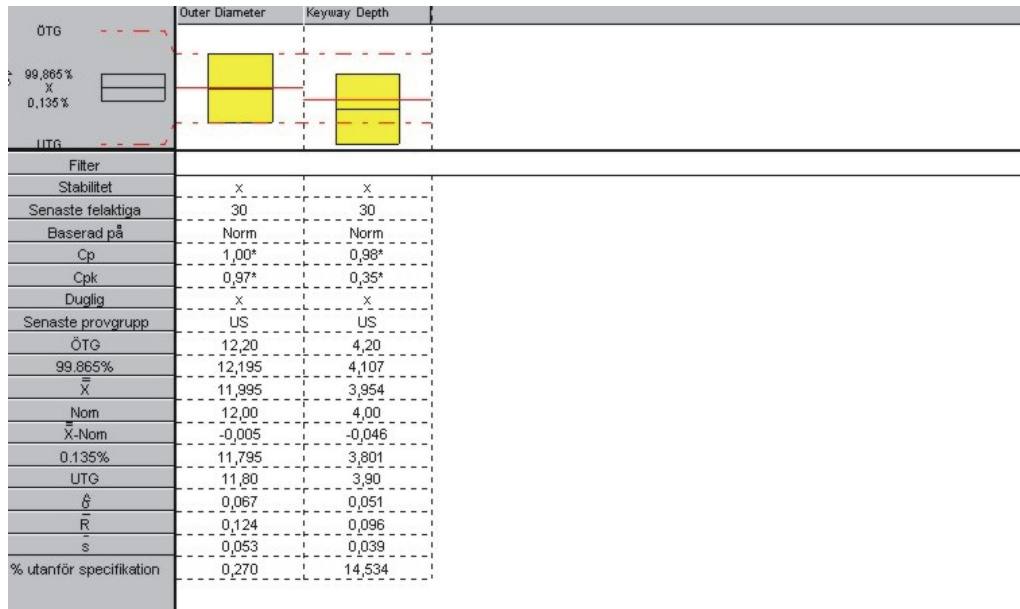 Outer Diameter Keyway Depth
ÖTG
99,865%
X
0,135%
UTG
Filter
Stabilitet x x
Senaste felaktiga 30 30
Baserad på Norm Norm
Cp 1,00* 0,98*
Cpk 0,97* 0,35*
Duglig x x
Senaste provgrupp US US
ÖTG 12,20 4,20
99.865% 12,195 4,107
X̿ 11,995 3,954
Nom 12,00 4,00
X̿-Nom -0,005 -0,046
0.135% 11,795 3,801
UTG 11,80 3,90
σ̂ 0,067 0,051
R̄ 0,124 0,096
s̄ 0,053 0,039
% utanför specifikation 0,270 14,534